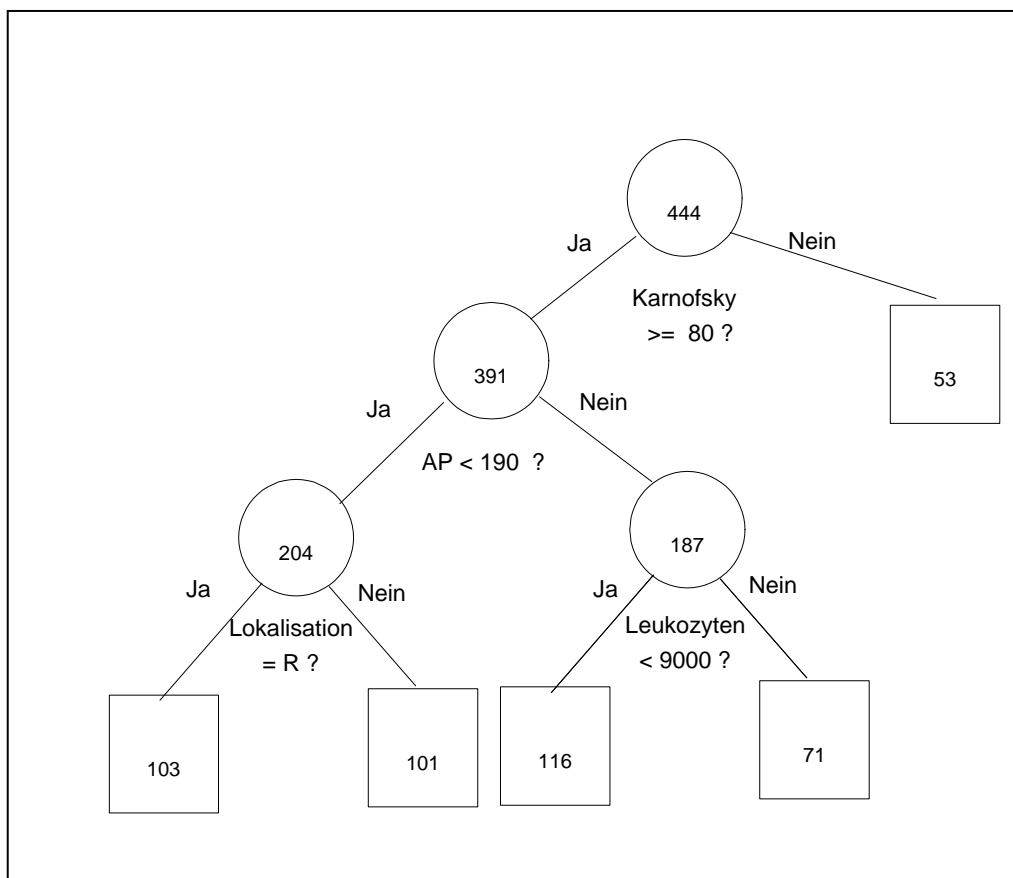 444
Ja
Nein
Karnofsky
>= 80 ?
391
53
Ja
Nein
AP < 190 ?
204
187
Ja
Nein
Ja
Nein
Lokalisation
= R ?
Leukozyten
< 9000 ?
103
101
116
71